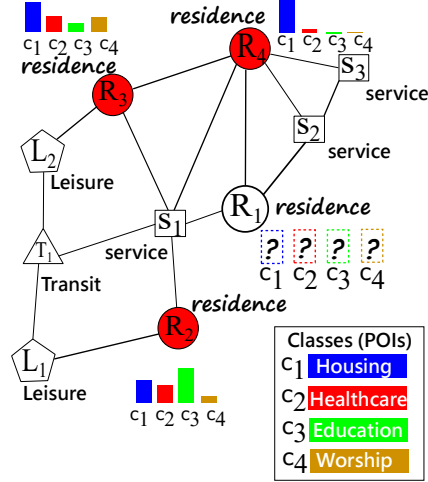 residence
c1 c2 c3 c4
residence
R3
R4
c1 c2 c3 c4
S3
service
S2
service
L2
Leisure
R1
residence
S1
service
T1
Transit
? ? ? ?
c1 c2 c3 c4
residence
R2
L1
Leisure
c1 c2 c3 c4
Classes (POIs)
c1 Housing
c2 Healthcare
c3 Education
c4 Worship